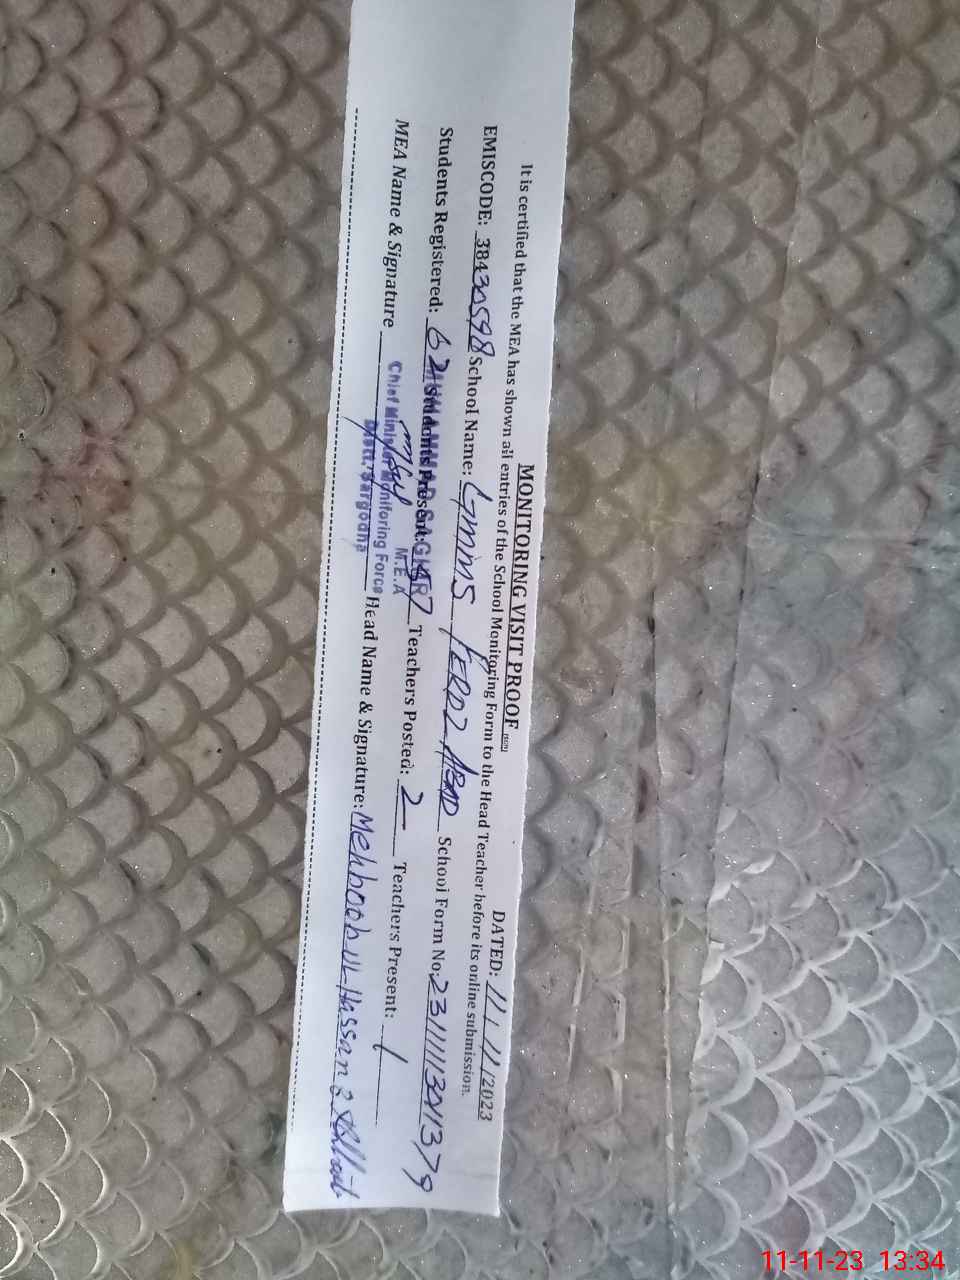 MONITORING VISIT PROOF
DATED: 11/11/2023
It is certified that the MEA has shown all entries of the School Monitoring Form to the Head Teacher before its online submission.
EMISCODE: 38430598 School Name: GMMS FEROZ ABAD School Form No: 231111301379
Students Registered: 62 Students Present: Teachers Posted: 2 Teachers Present: 1
MEA Name & Signature Head Name & Signature: Mehboob ul-Hassan
M.E.A
Chief Minister Monitoring Force
Distt. Sargodha
11-11-23 13:34